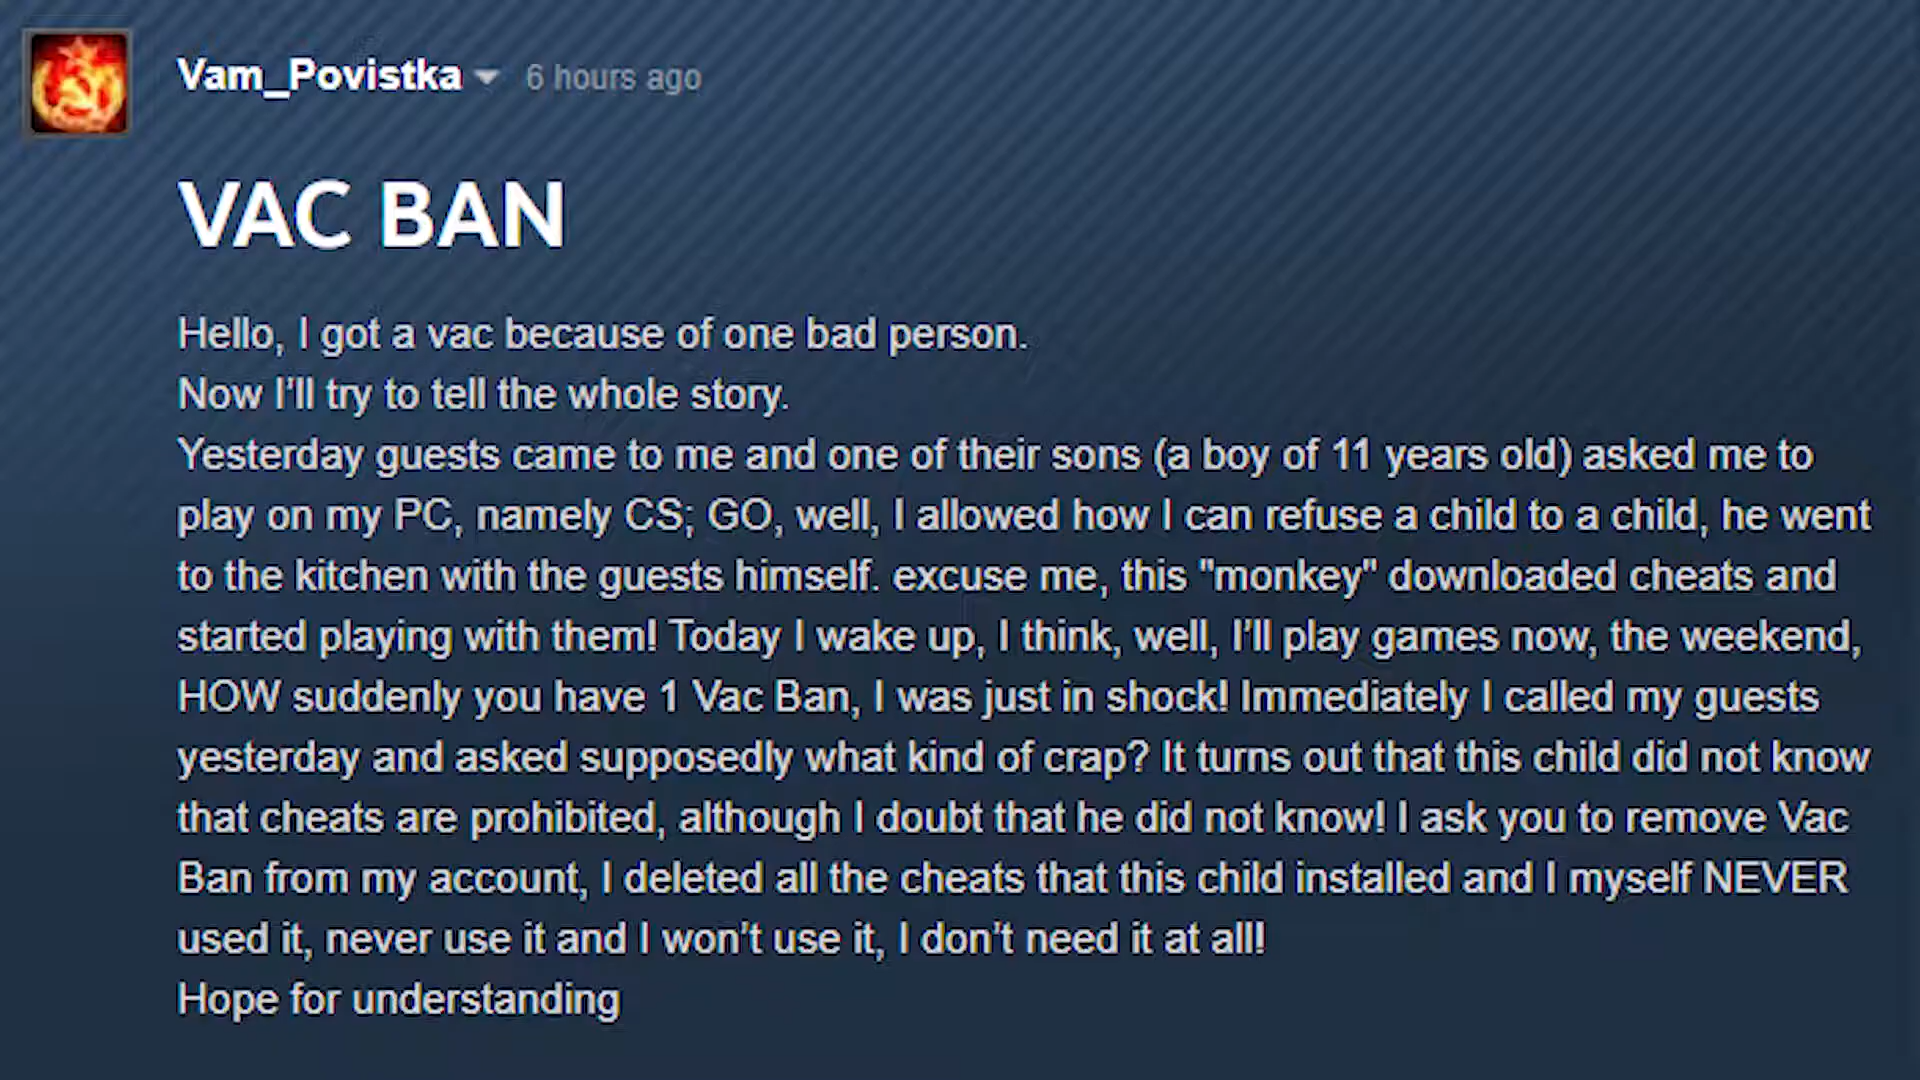 Vam_Povistka 6 hours ago
VAC BAN
Hello, I got a vac because of one bad person.
Now I'll try to tell the whole story.
Yesterday guests came to me and one of their sons (a boy of 11 years old) asked me to
play on my PC, namely CS; GO, well, I allowed how I can refuse a child to a child, he went
to the kitchen with the guests himself. excuse me, this "monkey" downloaded cheats and
started playing with them! Today I wake up, I think, well, I'll play games now, the weekend,
HOW suddenly you have 1 Vac Ban, I was just in shock! Immediately I called my guests
yesterday and asked supposedly what kind of crap? It turns out that this child did not know
that cheats are prohibited, although I doubt that he did not know! I ask you to remove Vac
Ban from my account, I deleted all the cheats that this child installed and I myself NEVER
used it, never use it and I won't use it, I don't need it at all!
Hope for understanding